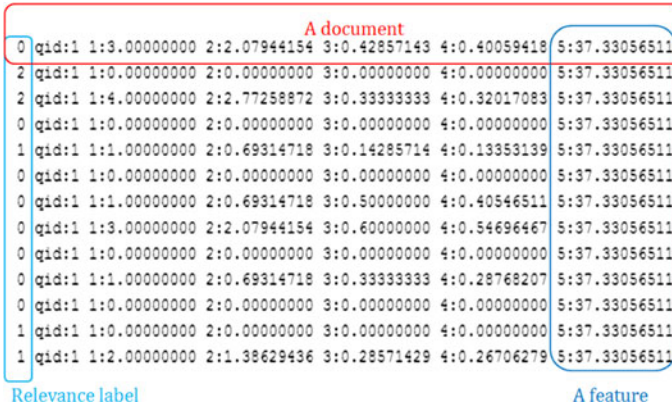 A document
0 qid:1 1:3.00000000 2:2.07944154 3:0.42857143 4:0.40059418 5:37.33056511
2 qid:1 1:0.00000000 2:0.00000000 3:0.00000000 4:0.00000000 5:37.33056511
2 qid:1 1:4.00000000 2:2.77258872 3:0.33333333 4:0.32017083 5:37.33056511
0 qid:1 1:0.00000000 2:0.00000000 3:0.00000000 4:0.00000000 5:37.33056511
1 qid:1 1:1.00000000 2:0.69314718 3:0.14285714 4:0.13353139 5:37.33056511
0 qid:1 1:0.00000000 2:0.00000000 3:0.00000000 4:0.00000000 5:37.33056511
0 qid:1 1:1.00000000 2:0.69314718 3:0.50000000 4:0.40546511 5:37.33056511
0 qid:1 1:3.00000000 2:2.07944154 3:0.60000000 4:0.54696467 5:37.33056511
0 qid:1 1:0.00000000 2:0.00000000 3:0.00000000 4:0.00000000 5:37.33056511
0 qid:1 1:1.00000000 2:0.69314718 3:0.33333333 4:0.28768207 5:37.33056511
0 qid:1 1:0.00000000 2:0.00000000 3:0.00000000 4:0.00000000 5:37.33056511
1 qid:1 1:0.00000000 2:0.00000000 3:0.00000000 4:0.00000000 5:37.33056511
1 qid:1 1:2.00000000 2:1.38629436 3:0.28571429 4:0.26706279 5:37.33056511
Relevance label A feature